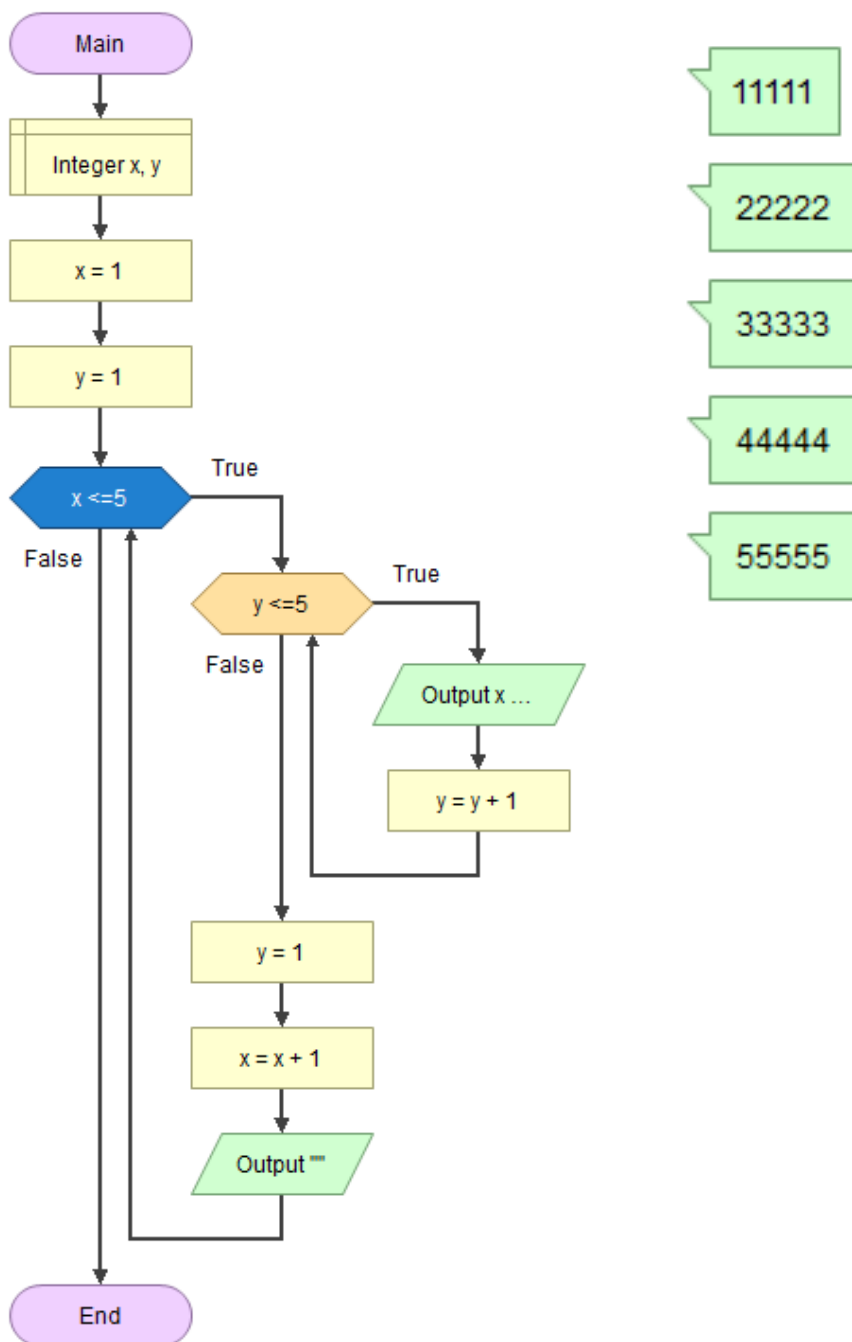 Main
Integer x, y
x = 1
y = 1
x <=5
True
False
y <=5
True
False
Output x ...
y = y + 1
y = 1
x = x + 1
Output ""
End
11111
22222
33333
44444
55555